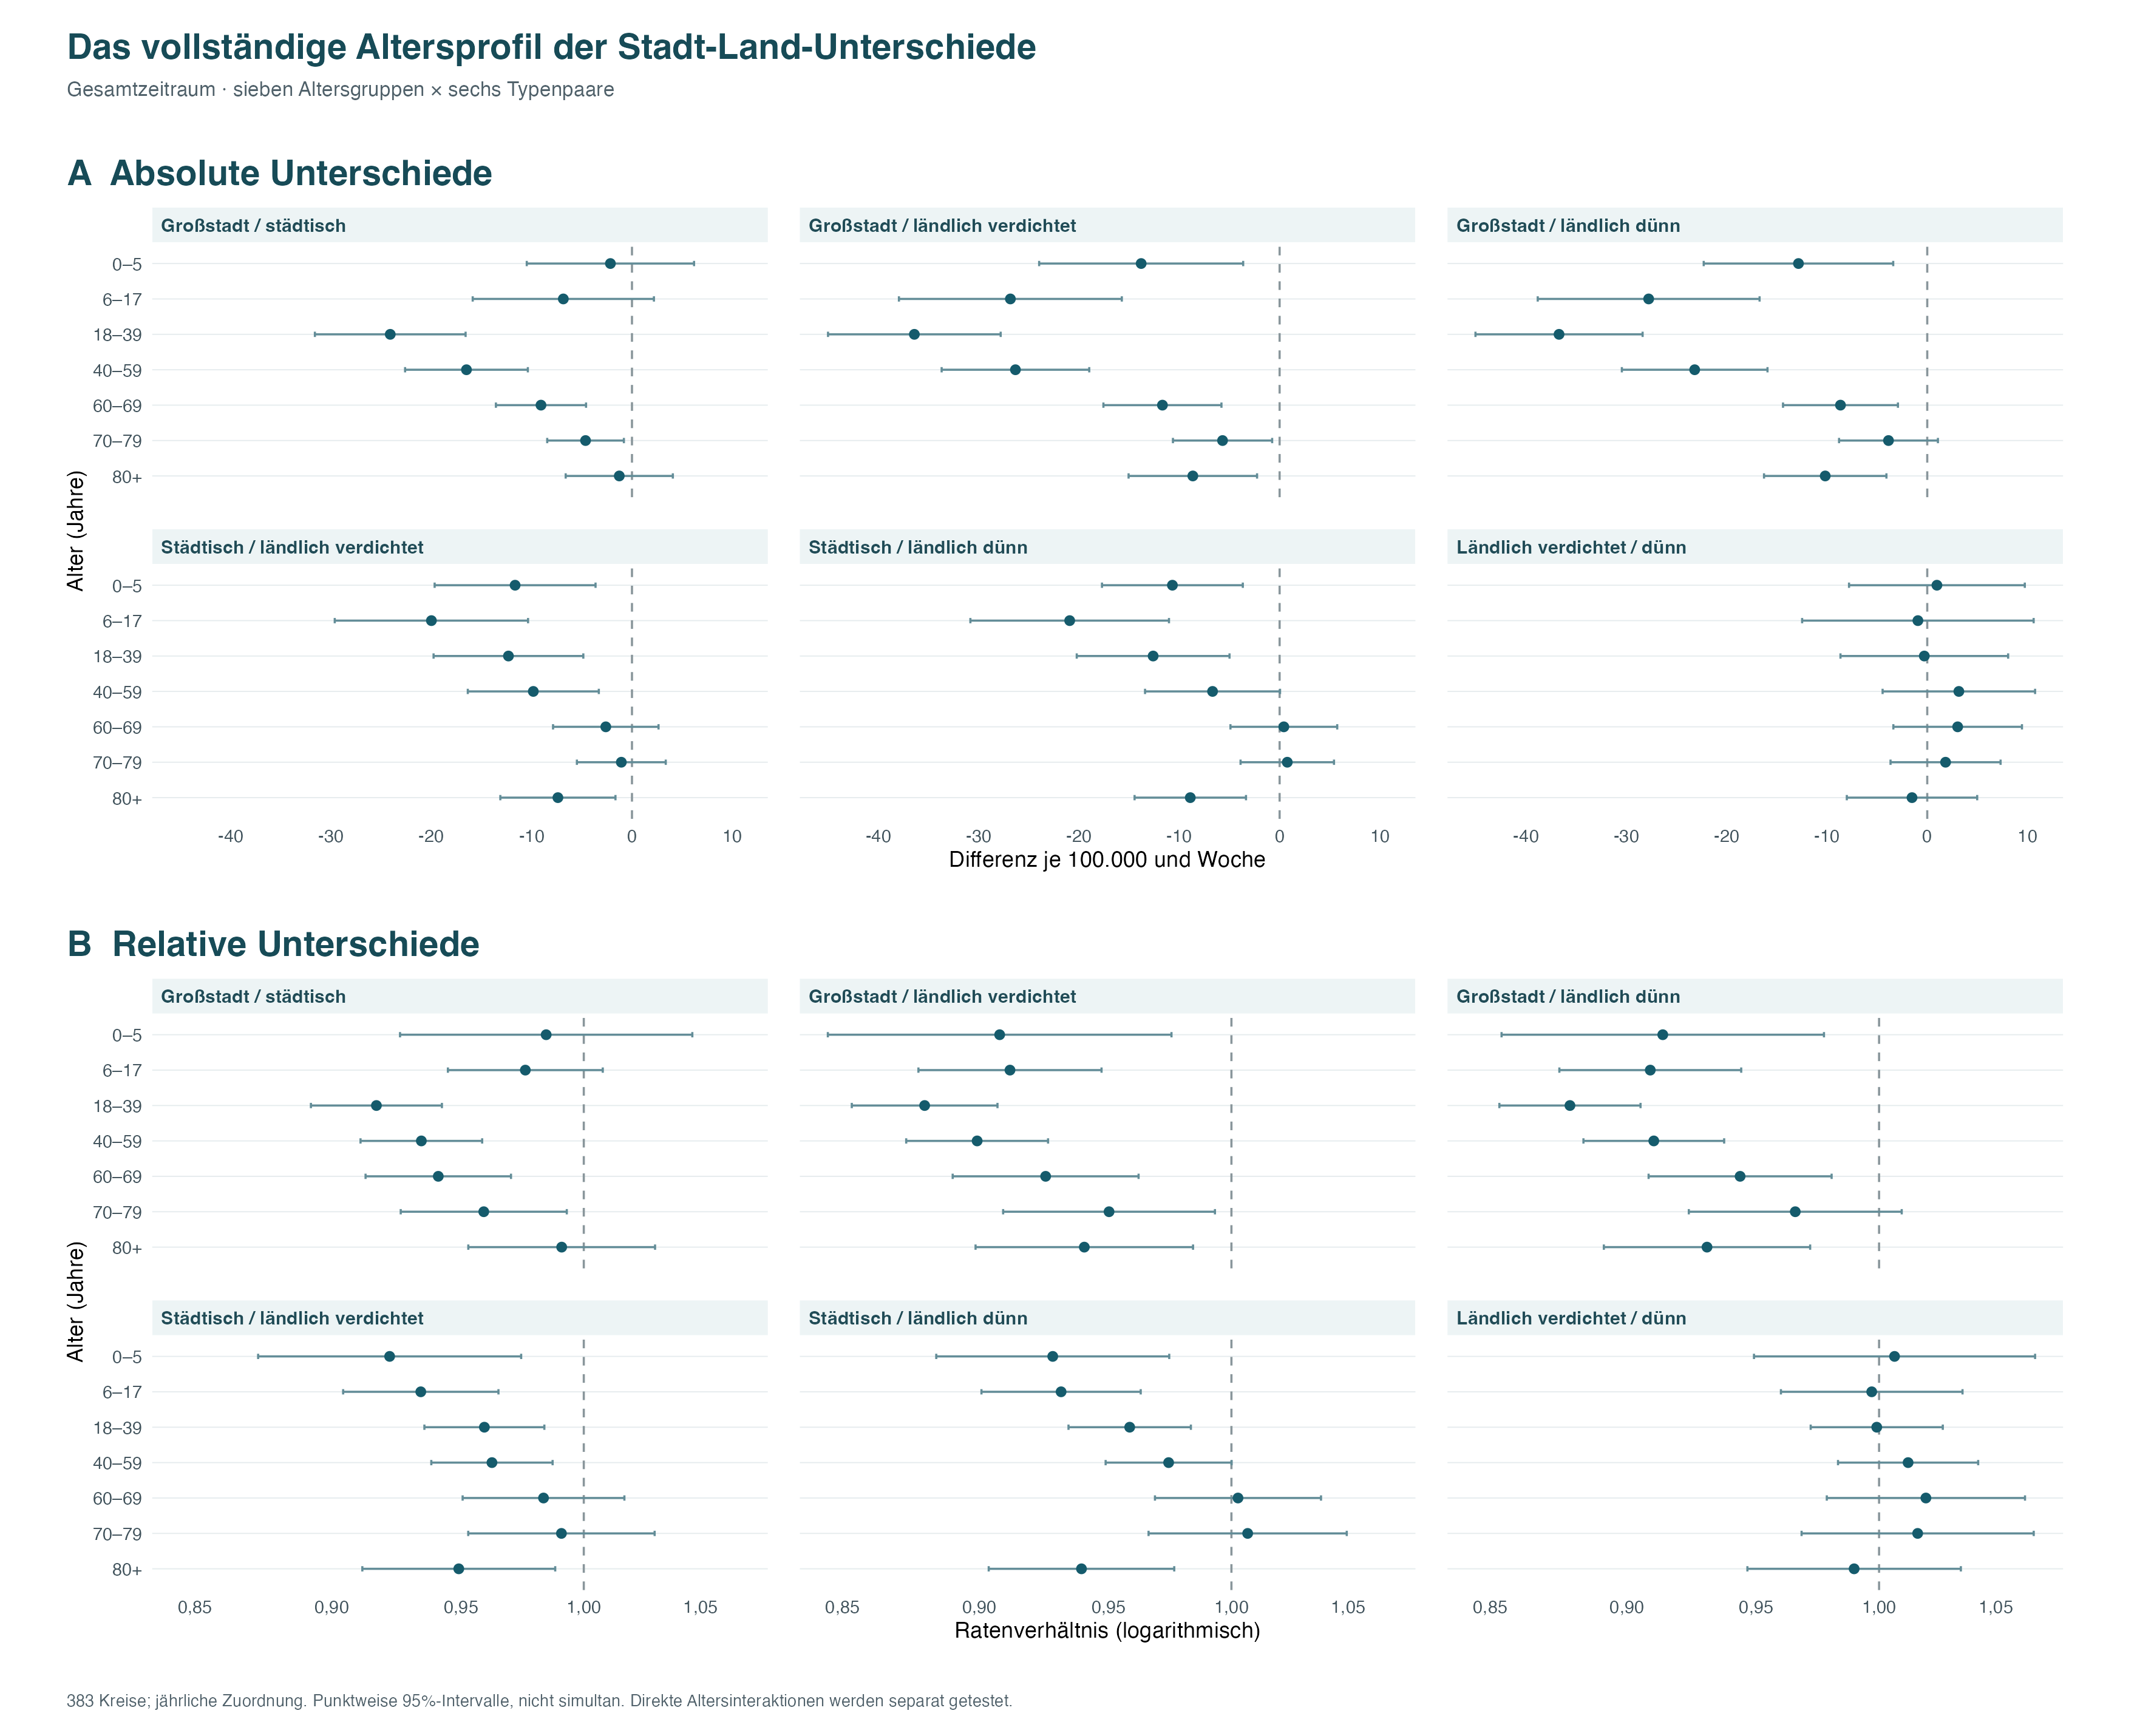 Das vollständige Altersprofil der Stadt-Land-Unterschiede
Gesamtzeitraum · sieben Altersgruppen × sechs Typenpaare
A Absolute Unterschiede
Großstadt / städtisch
Großstadt / ländlich verdichtet
Großstadt / ländlich dünn
0–5
6–17
18–39
40–59
60–69
70–79
80+
Alter (Jahre)
Städtisch / ländlich verdichtet
Städtisch / ländlich dünn
Ländlich verdichtet / dünn
0–5
6–17
18–39
40–59
60–69
70–79
80+
-40 -30 -20 -10 0 10
-40 -30 -20 -10 0 10
-40 -30 -20 -10 0 10
Differenz je 100.000 und Woche
B Relative Unterschiede
Großstadt / städtisch
Großstadt / ländlich verdichtet
Großstadt / ländlich dünn
0–5
6–17
18–39
40–59
60–69
70–79
80+
Alter (Jahre)
Städtisch / ländlich verdichtet
Städtisch / ländlich dünn
Ländlich verdichtet / dünn
0–5
6–17
18–39
40–59
60–69
70–79
80+
0,85 0,90 0,95 1,00 1,05
0,85 0,90 0,95 1,00 1,05
0,85 0,90 0,95 1,00 1,05
Ratenverhältnis (logarithmisch)
383 Kreise; jährliche Zuordnung. Punktweise 95%-Intervalle, nicht simultan. Direkte Altersinteraktionen werden separat getestet.